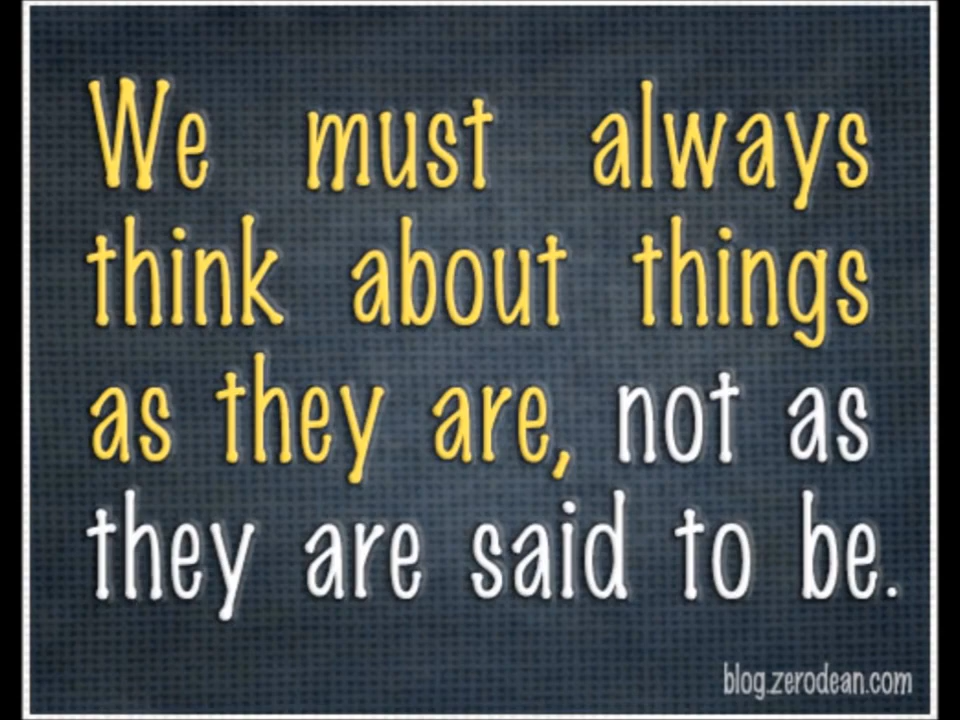 We must always
think about things
as they are, not as
they are said to be.
blog.zerodean.com